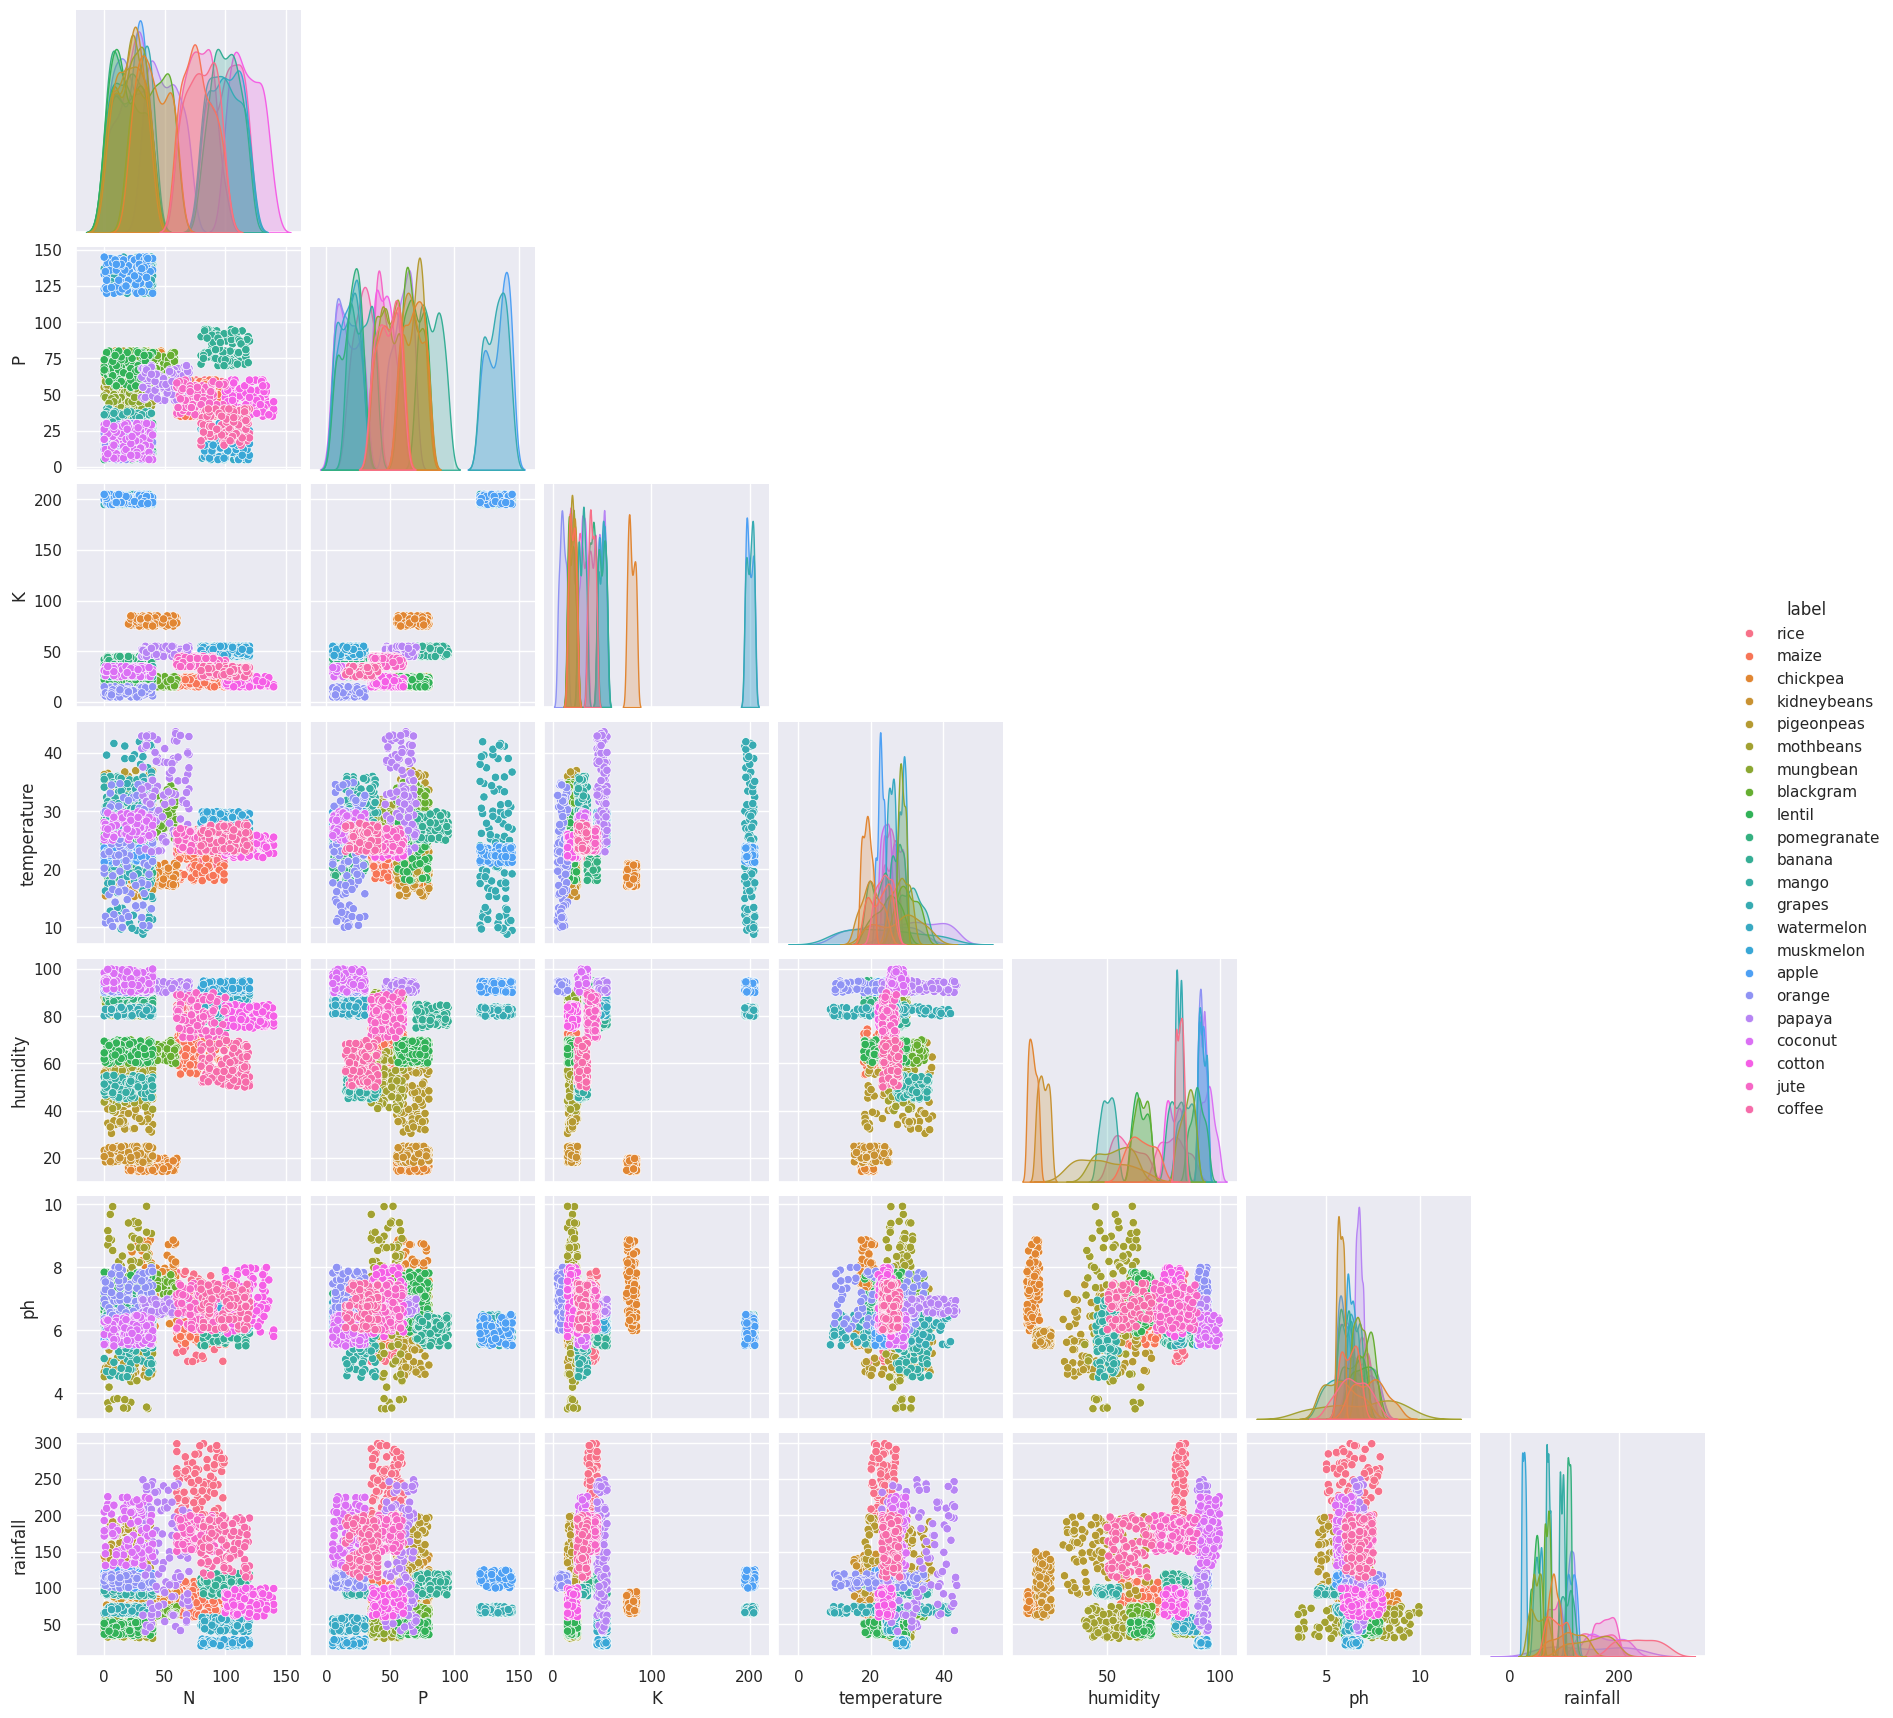 P
150
125
100
75
50
25
0
K
200
150
100
50
0
temperature
40
30
20
10
humidity
100
80
60
40
20
ph
10
8
6
4
rainfall
300
250
200
150
100
50
0 50 100 150
N
0 50 100 150
P
0 100 200
K
0 20 40
temperature
50 100
humidity
5 10
ph
0 200
rainfall
label
rice
maize
chickpea
kidneybeans
pigeonpeas
mothbeans
mungbean
blackgram
lentil
pomegranate
banana
mango
grapes
watermelon
muskmelon
apple
orange
papaya
coconut
cotton
jute
coffee